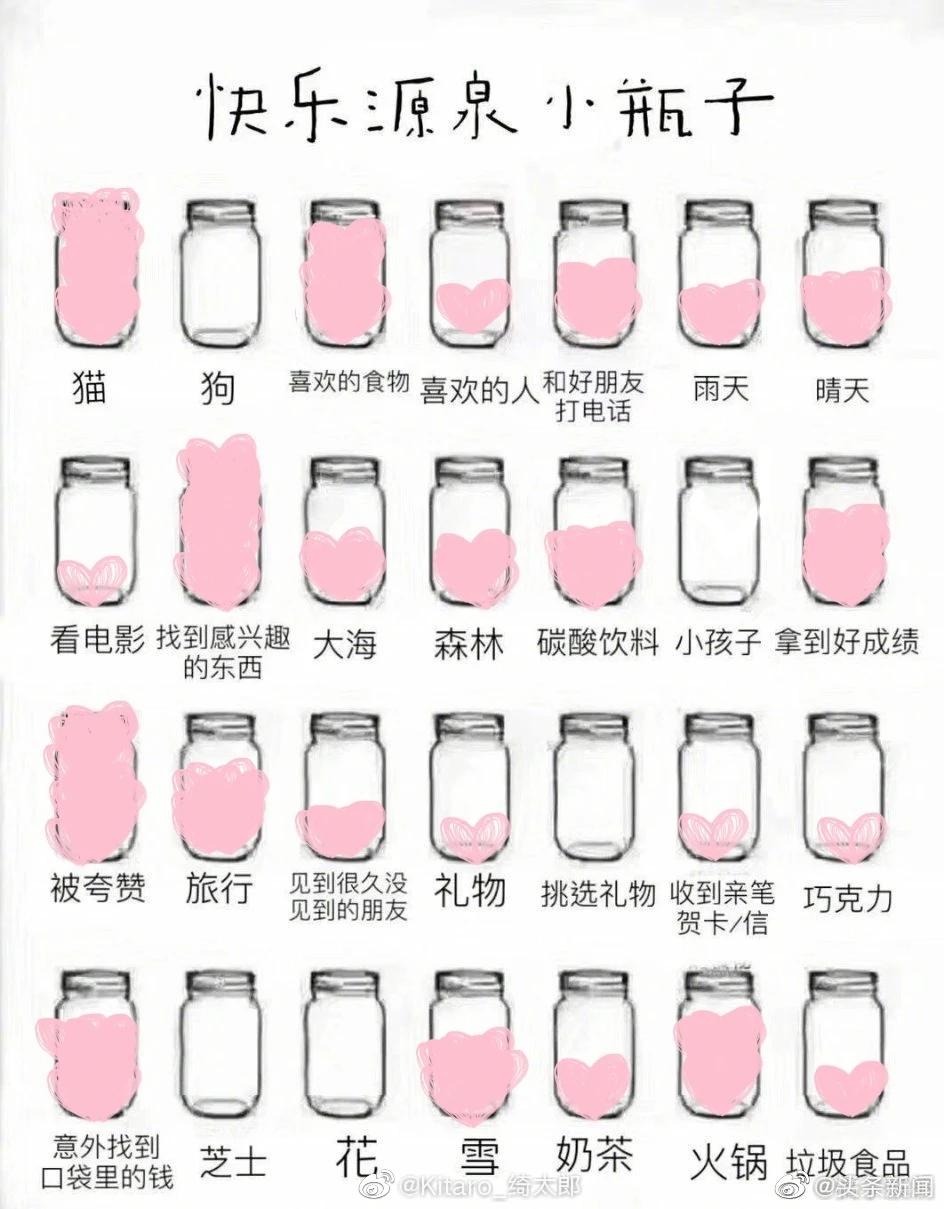 快乐源泉小瓶子
猫
狗
喜欢的食物
喜欢的人
和好朋友
打电话
雨天
晴天
看电影
找到感兴趣
的东西
大海
森林
碳酸饮料
小孩子
拿到好成绩
被夸赞
旅行
见到很久没
见到的朋友
礼物
挑选礼物
收到亲笔
贺卡/信
巧克力
意外找到
口袋里的钱
芝士
花
雪
奶茶
火锅
垃圾食品
@Kitaro_绮太郎
@头条新闻